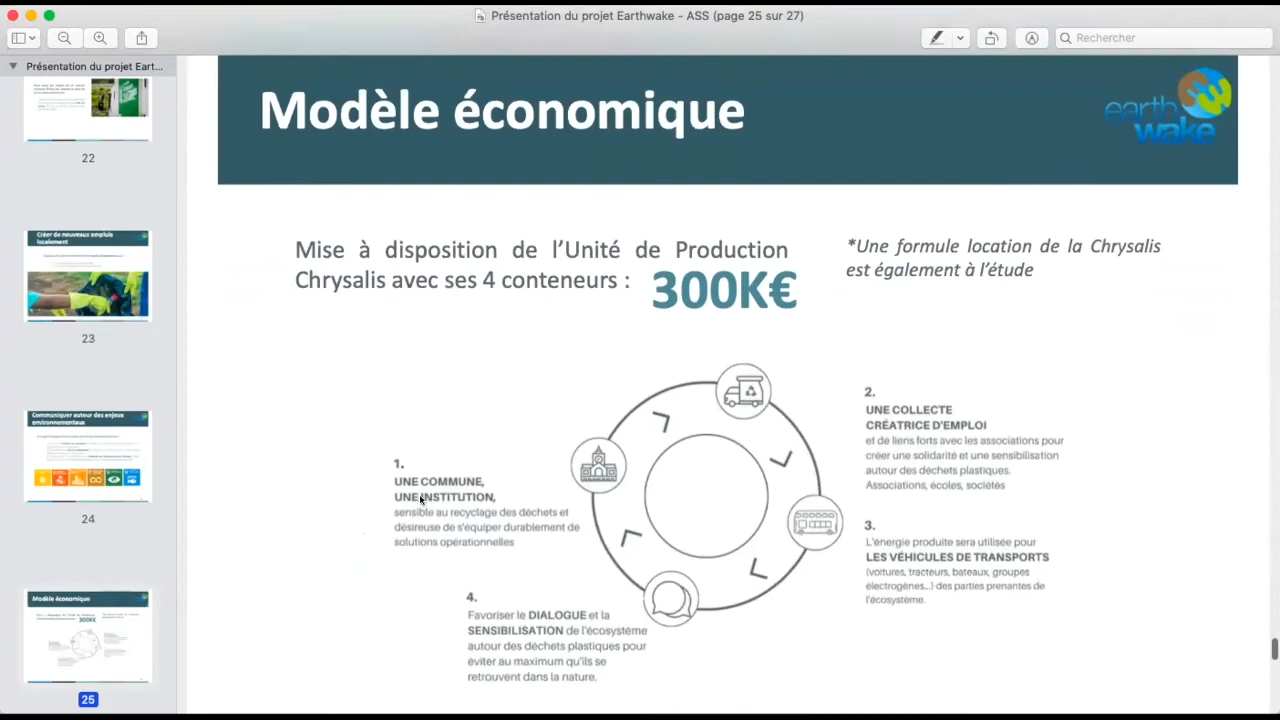 Présentation du projet Earthwake - ASS (page 25 sur 27)
Rechercher
Présentation du projet Eart...
22
Créer de nouveaux emplois
localement
23
Communiquer autour des enjeux
environnementaux
24
Modèle économique
300K€
25
Modèle économique
earth
wake
Mise à disposition de l’Unité de Production
Chrysalis avec ses 4 conteneurs :
300K€
*Une formule location de la Chrysalis
est également à l’étude
1.
UNE COMMUNE,
UNE INSTITUTION,
sensible au recyclage des déchets et
désireuse de s'équiper durablement de
solutions opérationnelles
2.
UNE COLLECTE
CRÉATRICE D'EMPLOI
et de liens forts avec les associations pour
créer une solidarité et une sensibilisation
autour des déchets plastiques.
Associations, écoles, sociétés
3.
L'énergie produite sera utilisée pour
LES VÉHICULES DE TRANSPORTS
(voitures, tracteurs, bateaux, groupes
électrogènes...) des parties prenantes de
l'écosystème.
4.
Favoriser le DIALOGUE et la
SENSIBILISATION de l'écosystème
autour des déchets plastiques pour
éviter au maximum qu'ils se
retrouvent dans la nature.